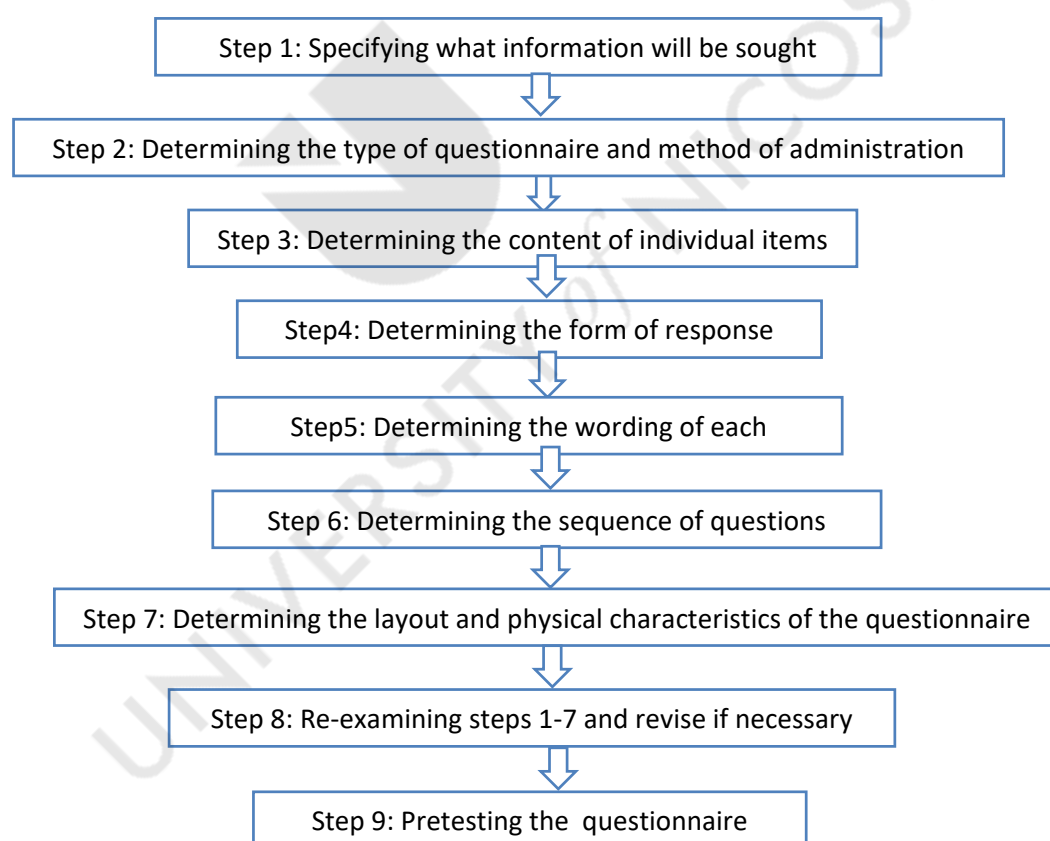 Step 1: Specifying what information will be sought
Step 2: Determining the type of questionnaire and method of administration
Step 3: Determining the content of individual items
Step4: Determining the form of response
Step5: Determining the wording of each
Step 6: Determining the sequence of questions
Step 7: Determining the layout and physical characteristics of the questionnaire
Step 8: Re-examining steps 1-7 and revise if necessary
Step 9: Pretesting the  questionnaire
UNIVERSITY of NICOS